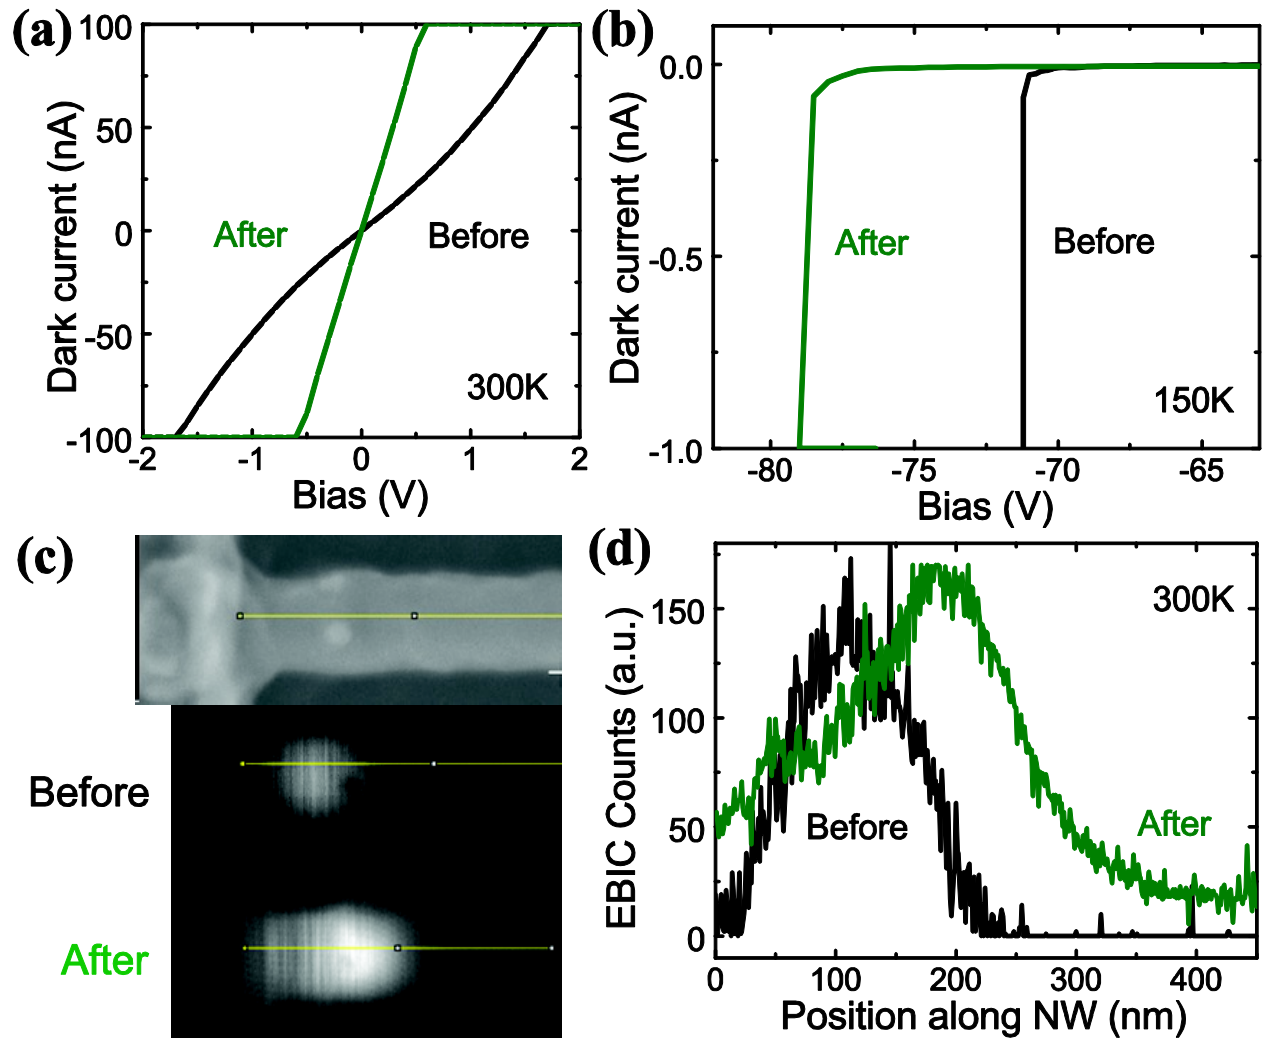 (a)
Dark current (nA)
100
50
0
-50
-100
After
Before
300K
-2
-1
0
1
2
Bias (V)
(b)
Dark current (nA)
0.0
-0.5
-1.0
After
Before
150K
-80
-75
-70
-65
Bias (V)
(c)
Before
After
(d)
EBIC Counts (a.u.)
150
100
50
0
300K
Before
After
0
100
200
300
400
Position along NW (nm)